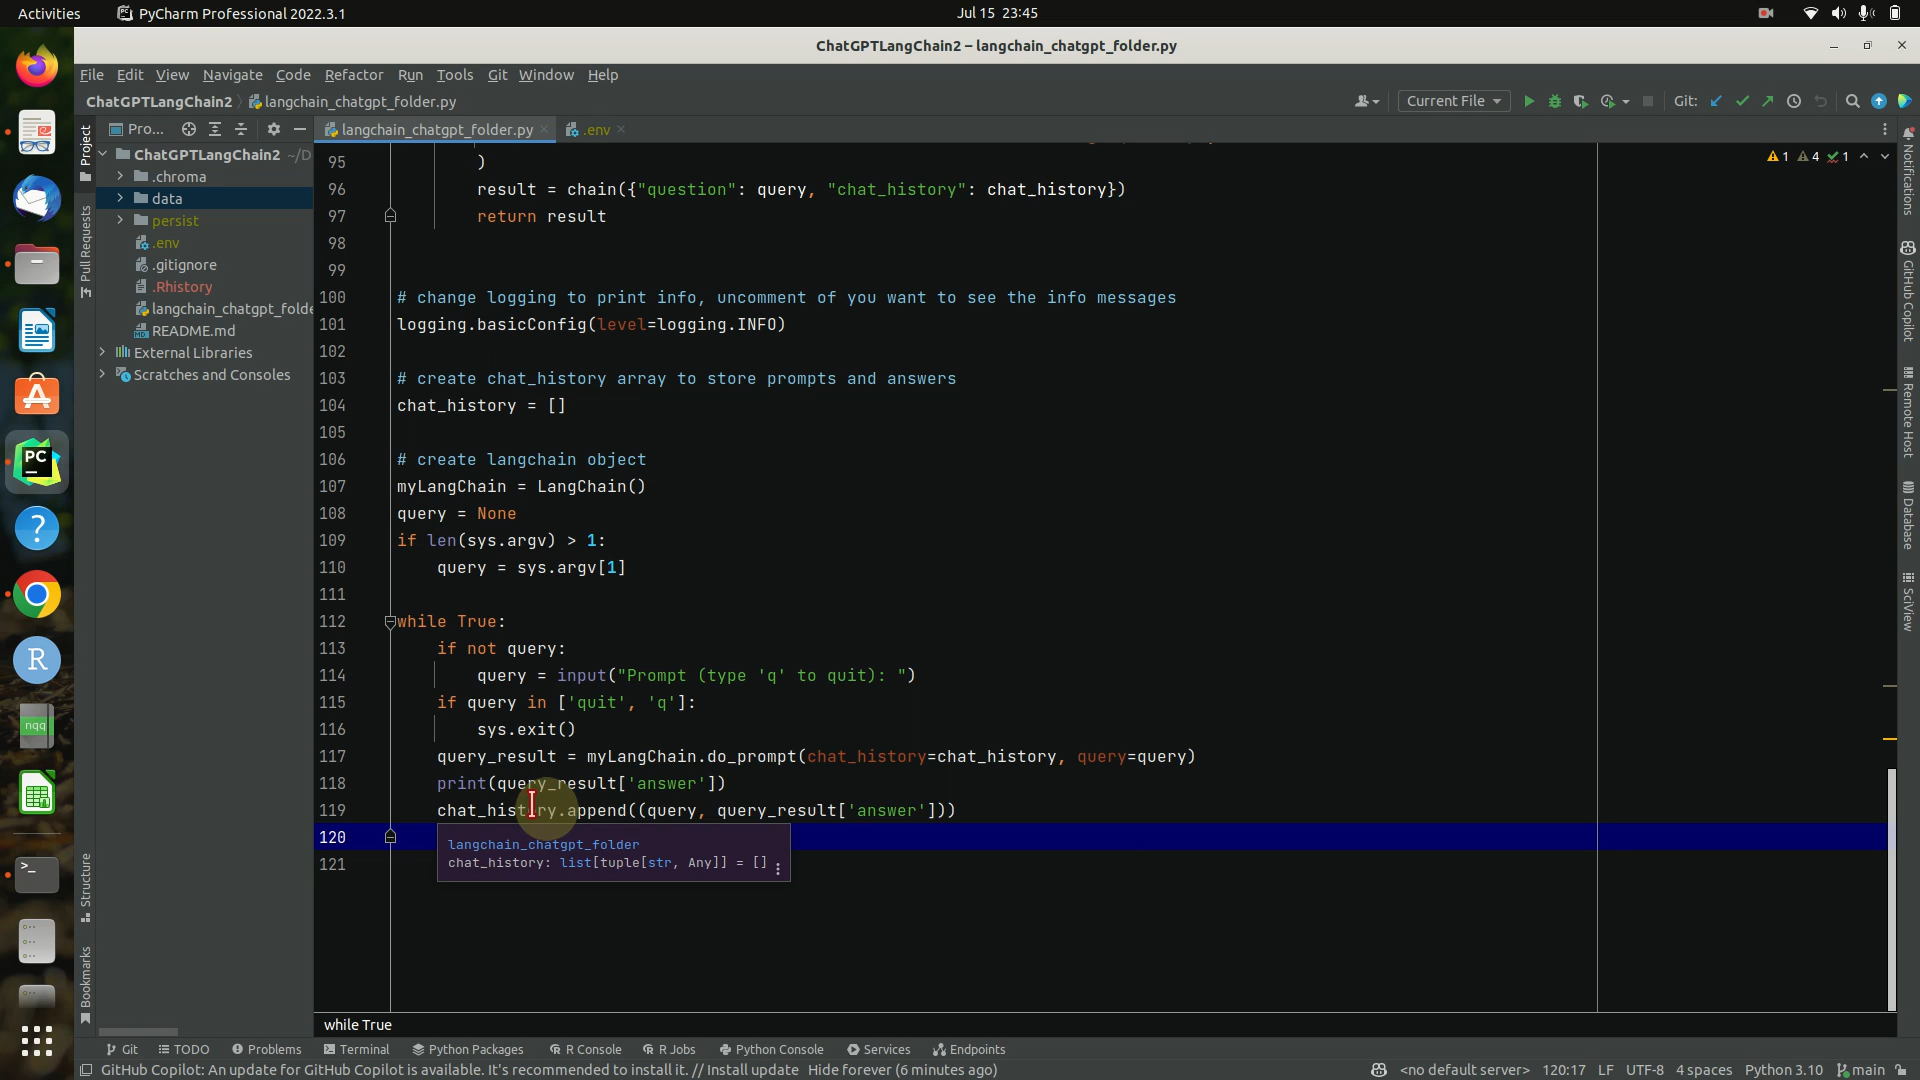 Activities PyCharm Professional 2022.3.1 Jul 15 23:45
ChatGPTLangChain2 – langchain_chatgpt_folder.py
File Edit View Navigate Code Refactor Run Tools Git Window Help
ChatGPTLangChain2 langchain_chatgpt_folder.py Current File Git:
Project
Pull Requests
Structure
Bookmarks
Pro...
ChatGPTLangChain2 ~/D
.chroma
data
persist
.env
.gitignore
.Rhistory
langchain_chatgpt_folde
README.md
External Libraries
Scratches and Consoles
langchain_chatgpt_folder.py .env
1 4 1
95 )
96 result = chain({"question": query, "chat_history": chat_history})
97 return result
98
99
100 # change logging to print info, uncomment of you want to see the info messages
101 logging.basicConfig(level=logging.INFO)
102
103 # create chat_history array to store prompts and answers
104 chat_history = []
105
106 # create langchain object
107 myLangChain = LangChain()
108 query = None
109 if len(sys.argv) > 1:
110 query = sys.argv[1]
111
112 while True:
113 if not query:
114 query = input("Prompt (type 'q' to quit): ")
115 if query in ['quit', 'q']:
116 sys.exit()
117 query_result = myLangChain.do_prompt(chat_history=chat_history, query=query)
118 print(query_result['answer'])
119 chat_history.append((query, query_result['answer']))
120
langchain_chatgpt_folder
chat_history: list[tuple[str, Any]] = []
121
while True
Notifications
GitHub Copilot
Remote Host
Database
SciView
PC
?
R
nqq
>_
Git TODO Problems Terminal Python Packages R Console R Jobs Python Console Services Endpoints
GitHub Copilot: An update for GitHub Copilot is available. It's recommended to install it. // Install update Hide forever (6 minutes ago) <no default server> 120:17 LF UTF-8 4 spaces Python 3.10 main